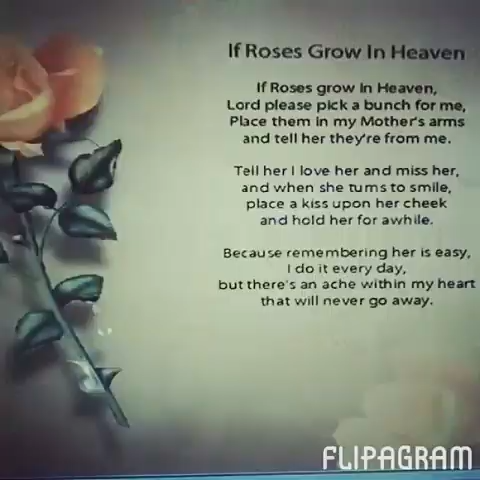 If Roses Grow In Heaven
If Roses grow in Heaven,
Lord please pick a bunch for me,
Place them in my Mother's arms
and tell her they're from me.
Tell her I love her and miss her,
and when she turns to smile,
place a kiss upon her cheek
and hold her for awhile.
Because remembering her is easy,
I do it every day,
but there's an ache within my heart
that will never go away.
FLIPAGRAM